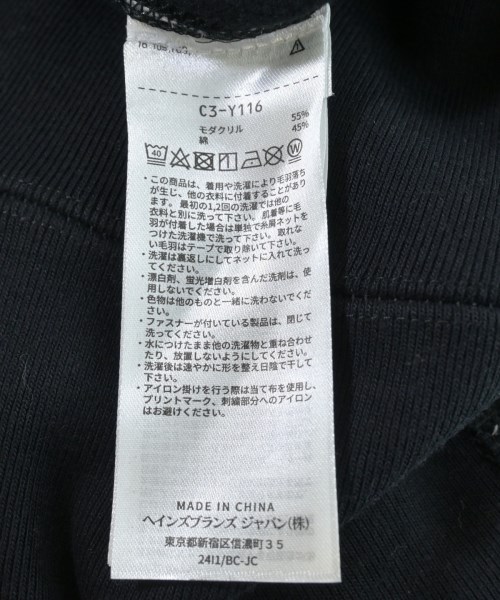 C3-Y116
モダクリル 55%
綿 45%
40
W
・この商品は、着用や洗濯により毛羽落ち
が生じ、他の衣料に付着することがあり
ます。最初の1,2回の洗濯では他の
衣料と別に洗って下さい。肌着等に毛
羽が付着した場合は単独で糸屑ネットを
つけた洗濯機で洗って下さい。取れな
い毛羽はテープで取り除いて下さい。
・洗濯は裏返しにしてネットに入れて洗っ
てください。
・漂白剤、蛍光増白剤を含んだ洗剤は、使
用しないでください。
・色物は他のものと一緒に洗わないでくだ
さい。
・ファスナーが付いている製品は、閉じて
洗ってください。
・水につけたまま他の洗濯物と重ね合わせ
たり、放置しないようにしてください。
・洗濯後は速やかに形を整え日陰で干して
下さい。
・アイロン掛けを行う際は当て布を使用し、
プリントマーク、刺繍部分へのアイロン
はお避けください。
MADE IN CHINA
ヘインズブランズ ジャパン(株)
東京都新宿区信濃町35
24I1/BC-JC